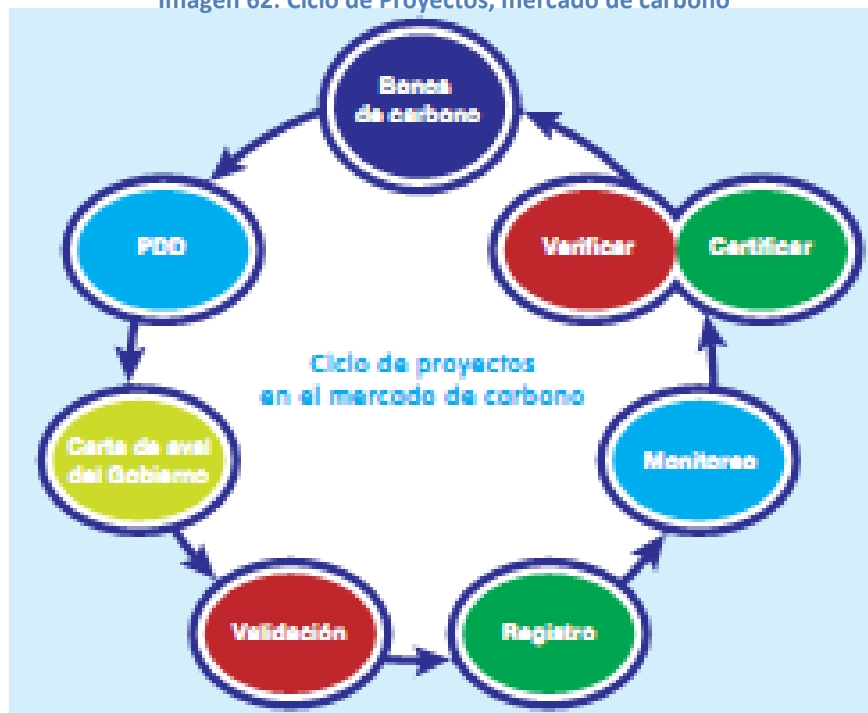 Imagen 62. Ciclo de Proyectos, mercado de carbono
Bonos
de carbono
PDD
Verificar
Certificar
Ciclo de proyectos
en el mercado de carbono
Carta de aval
del Gobierno
Monitoreo
Validación
Registro